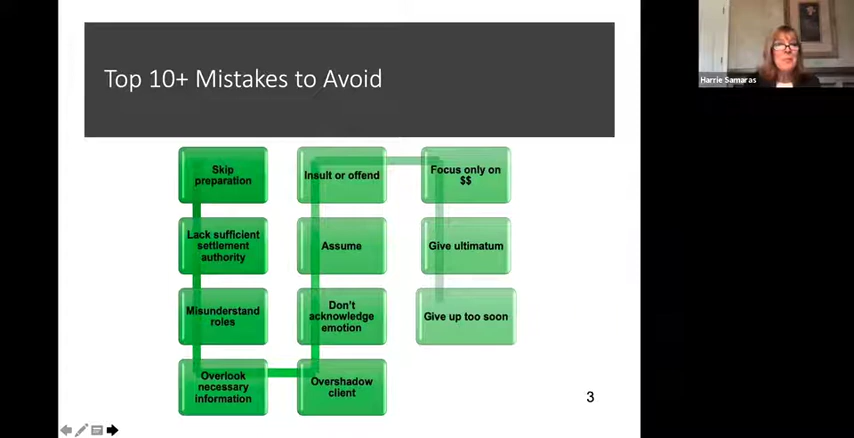 Top 10+ Mistakes to Avoid
Harrie Samaras
Skip
preparation
Lack sufficient
settlement
authority
Misunderstand
roles
Overlook
necessary
information
Insult or offend
Assume
Don't
acknowledge
emotion
Overshadow
client
Focus only on
$$
Give ultimatum
Give up too soon
3